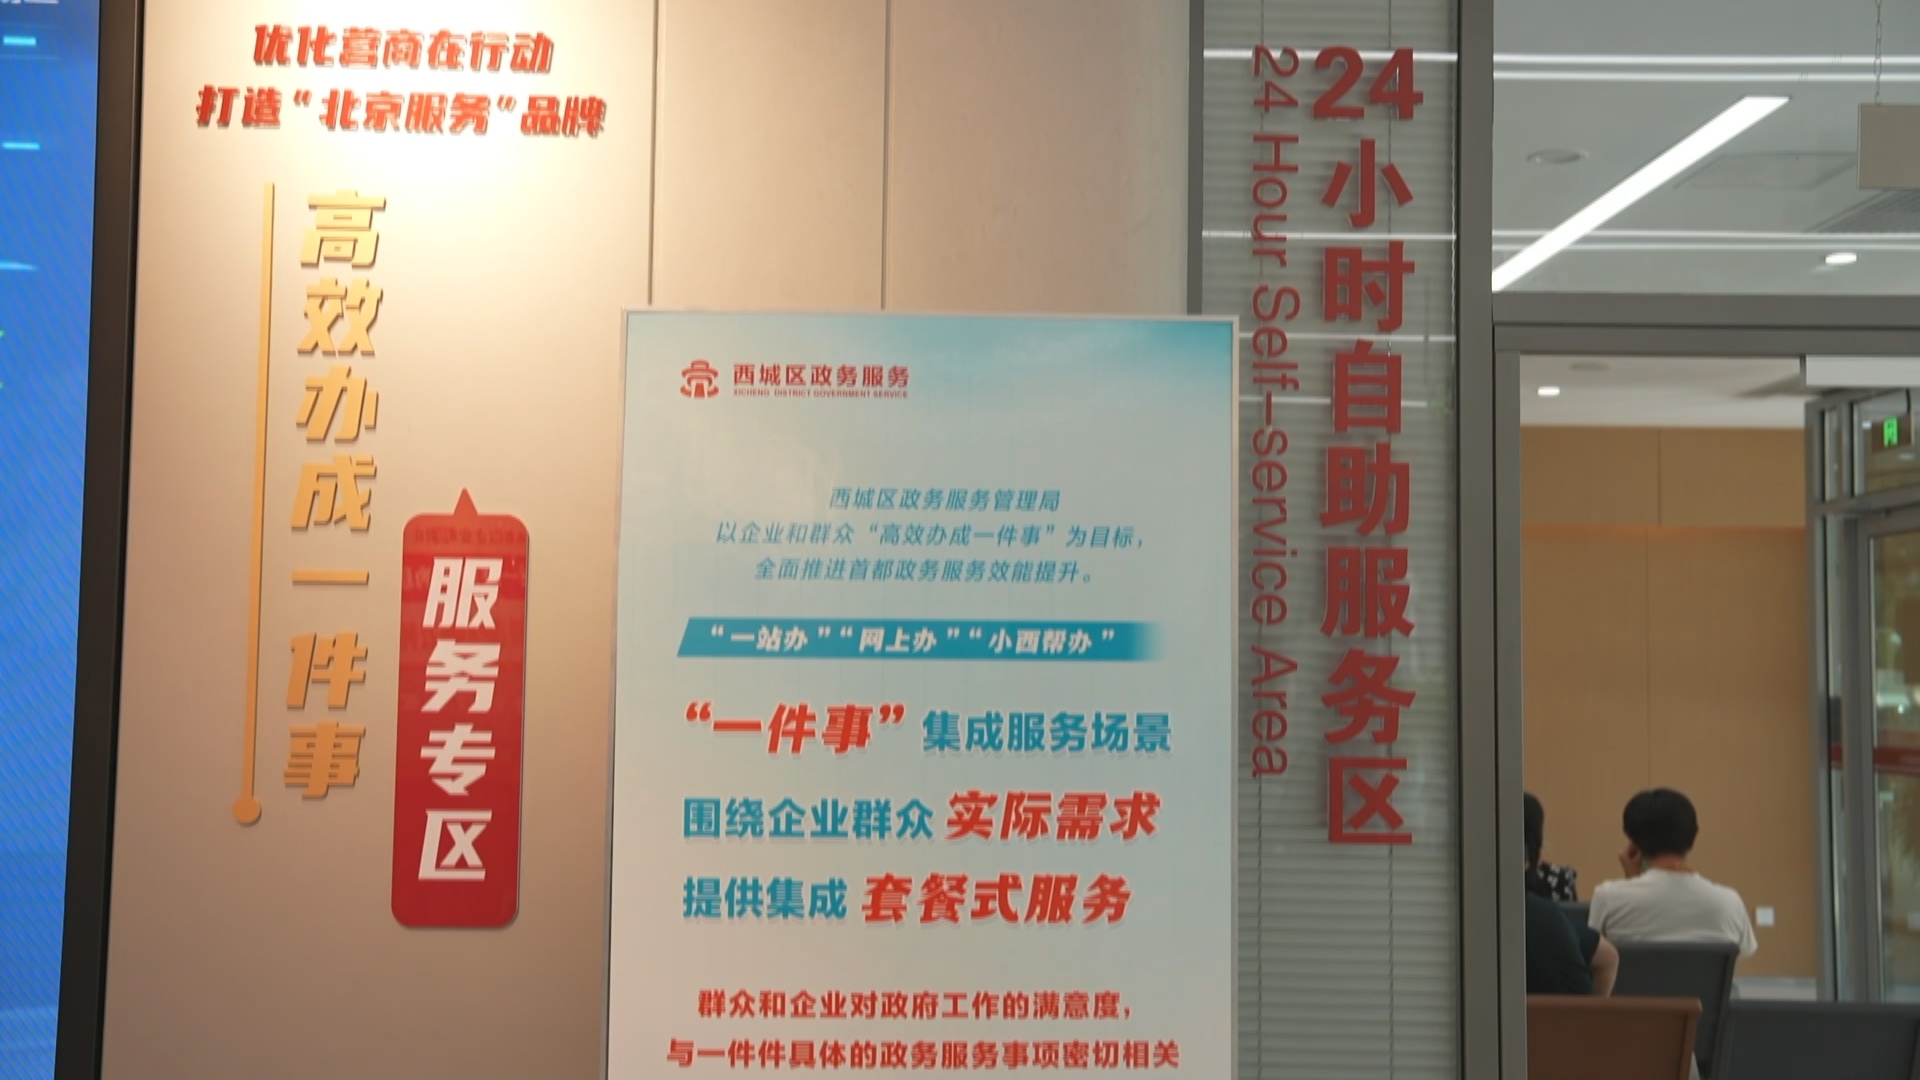 优化营商在行动
打造“北京服务”品牌
高效办成一件事
服务专区
西城区政务服务
XICHENG DISTRICT GOVERNMENT SERVICE
西城区政务服务管理局
以企业和群众“高效办成一件事”为目标，
全面推进首都政务服务效能提升。
“一站办”“网上办”“小西帮办”
“一件事”集成服务场景
围绕企业群众实际需求
提供集成套餐式服务
群众和企业对政府工作的满意度，
与一件件具体的政务服务事项密切相关
24小时自助服务区
24 Hour Self-service Area